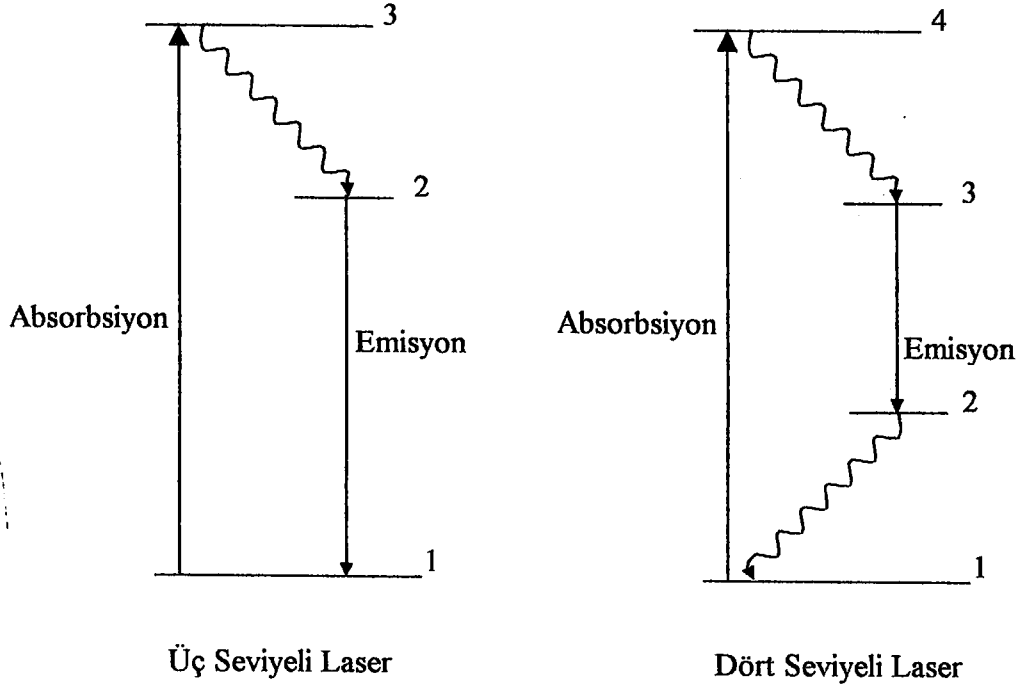 3
2
Absorbsiyon
Emisyon
1
Üç Seviyeli Laser
4
3
Absorbsiyon
Emisyon
2
1
Dört Seviyeli Laser